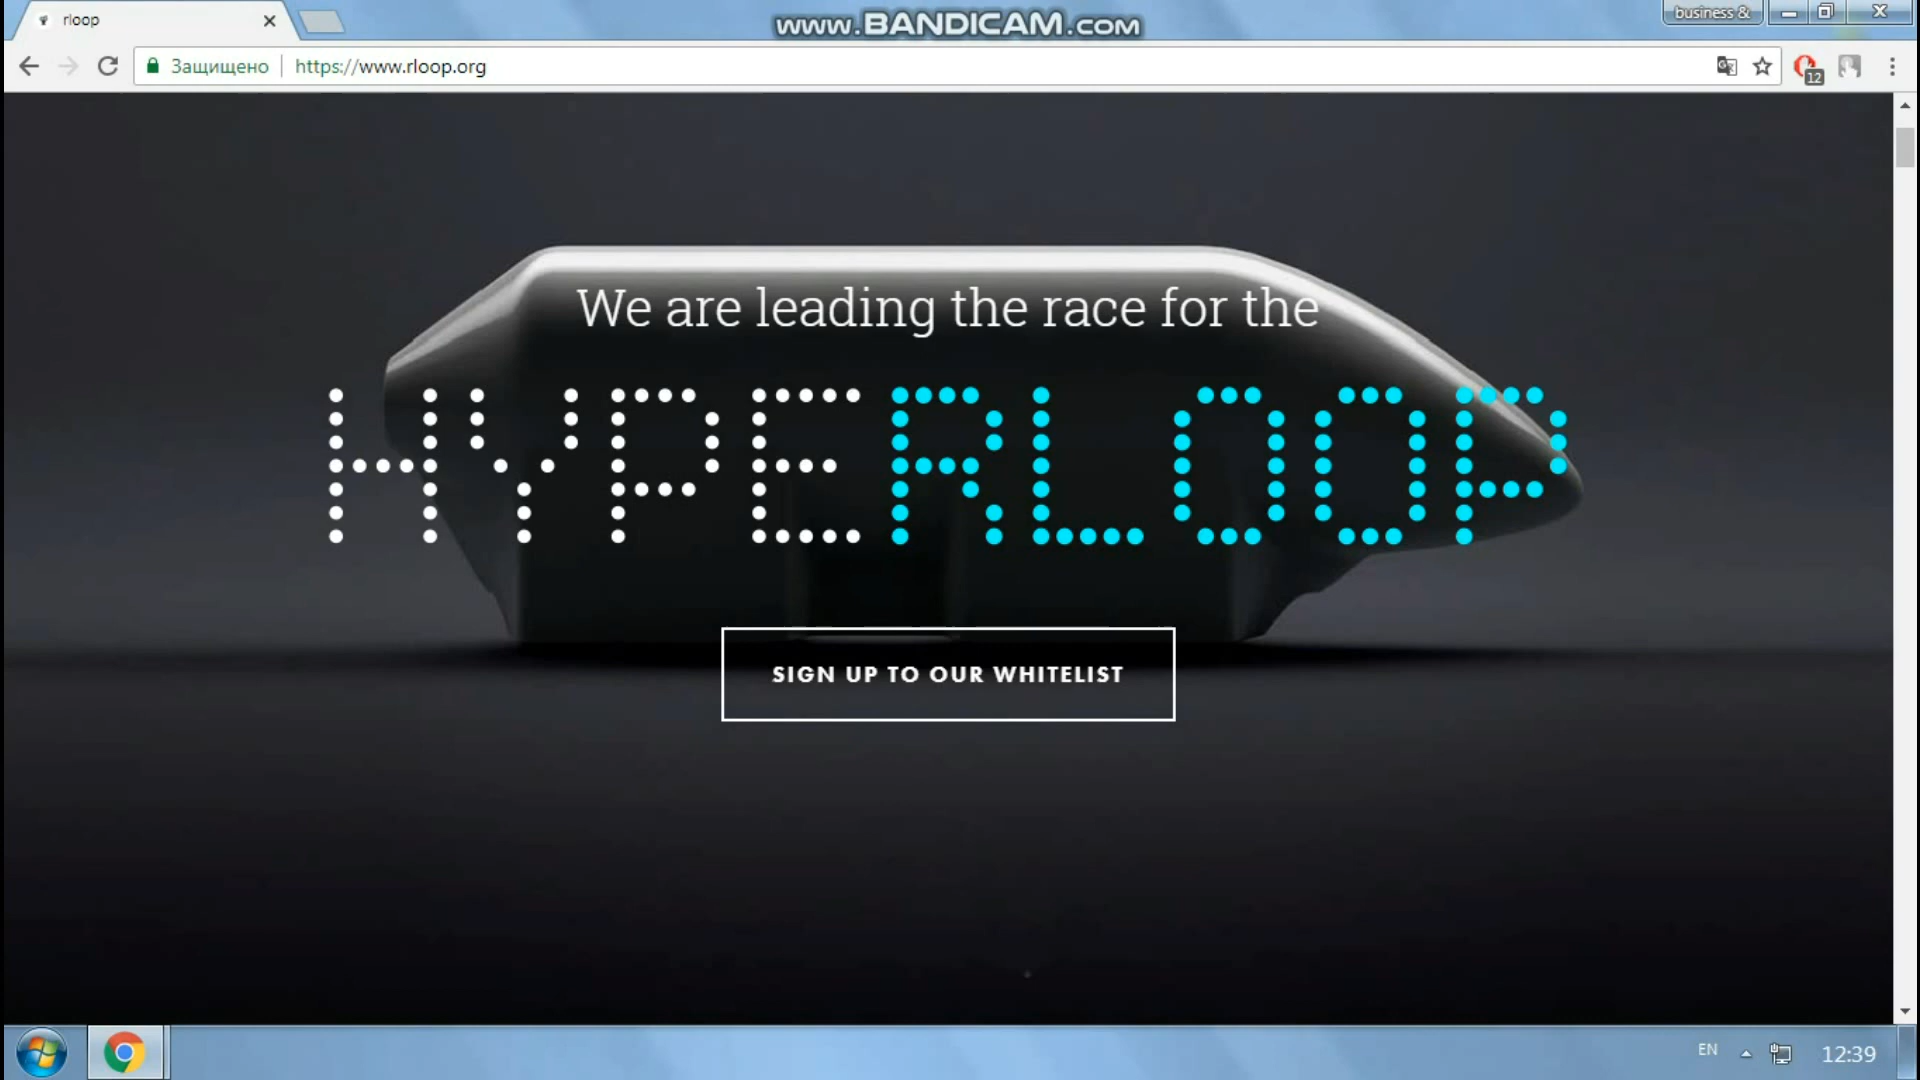 rloop
www.BANDICAM.com
business &
Защищено
https://www.rloop.org
12
We are leading the race for the
HYPERLOOP
SIGN UP TO OUR WHITELIST
EN
12:39